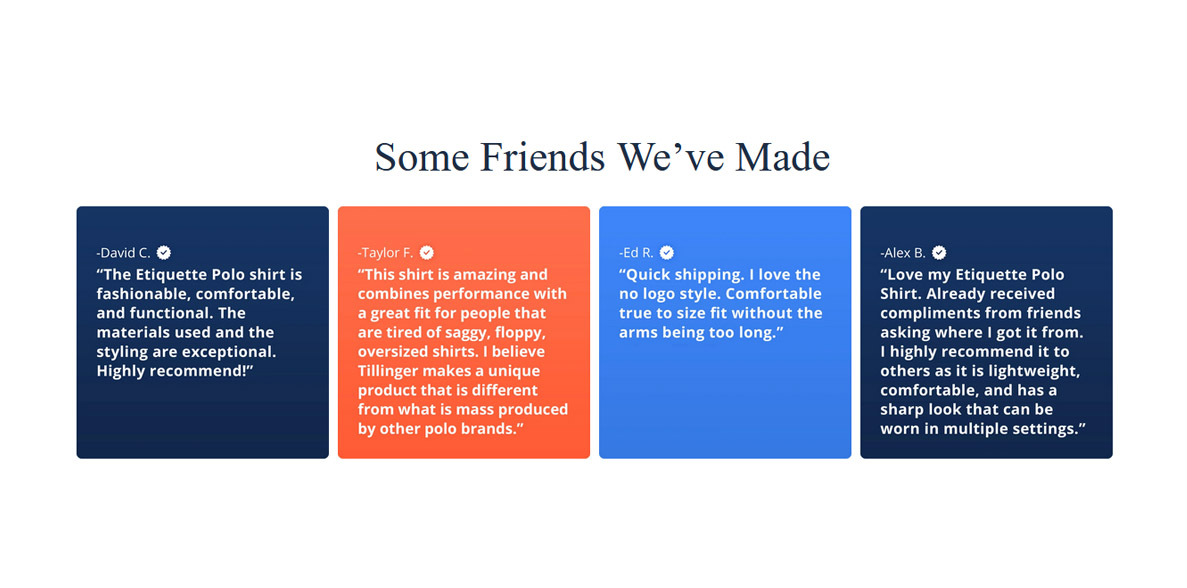 Some Friends We’ve Made
-David C.
“The Etiquette Polo shirt is
fashionable, comfortable,
and functional. The
materials used and the
styling are exceptional.
Highly recommend!”
-Taylor F.
“This shirt is amazing and
combines performance with
a great fit for people that
are tired of saggy, floppy,
oversized shirts. I believe
Tillinger makes a unique
product that is different
from what is mass produced
by other polo brands.”
-Ed R.
“Quick shipping. I love the
no logo style. Comfortable
true to size fit without the
arms being too long.”
-Alex B.
“Love my Etiquette Polo
Shirt. Already received
compliments from friends
asking where I got it from.
I highly recommend it to
others as it is lightweight,
comfortable, and has a
sharp look that can be
worn in multiple settings.”